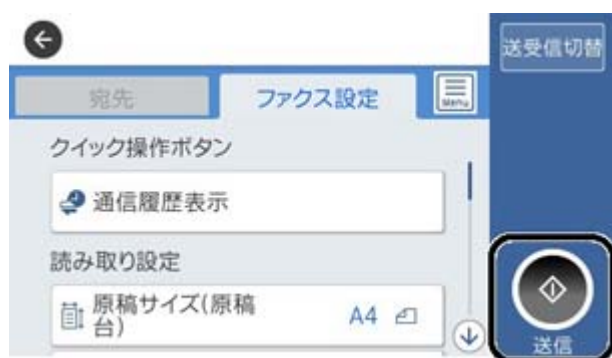 送受信切替
宛先
ファクス設定
Menu
クイック操作ボタン
通信履歴表示
読み取り設定
原稿サイズ(原稿
台)
A4
送信